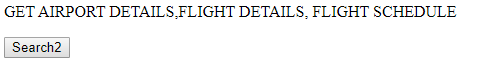 GET AIRPORT DETAILS,FLIGHT DETAILS, FLIGHT SCHEDULE
Search2